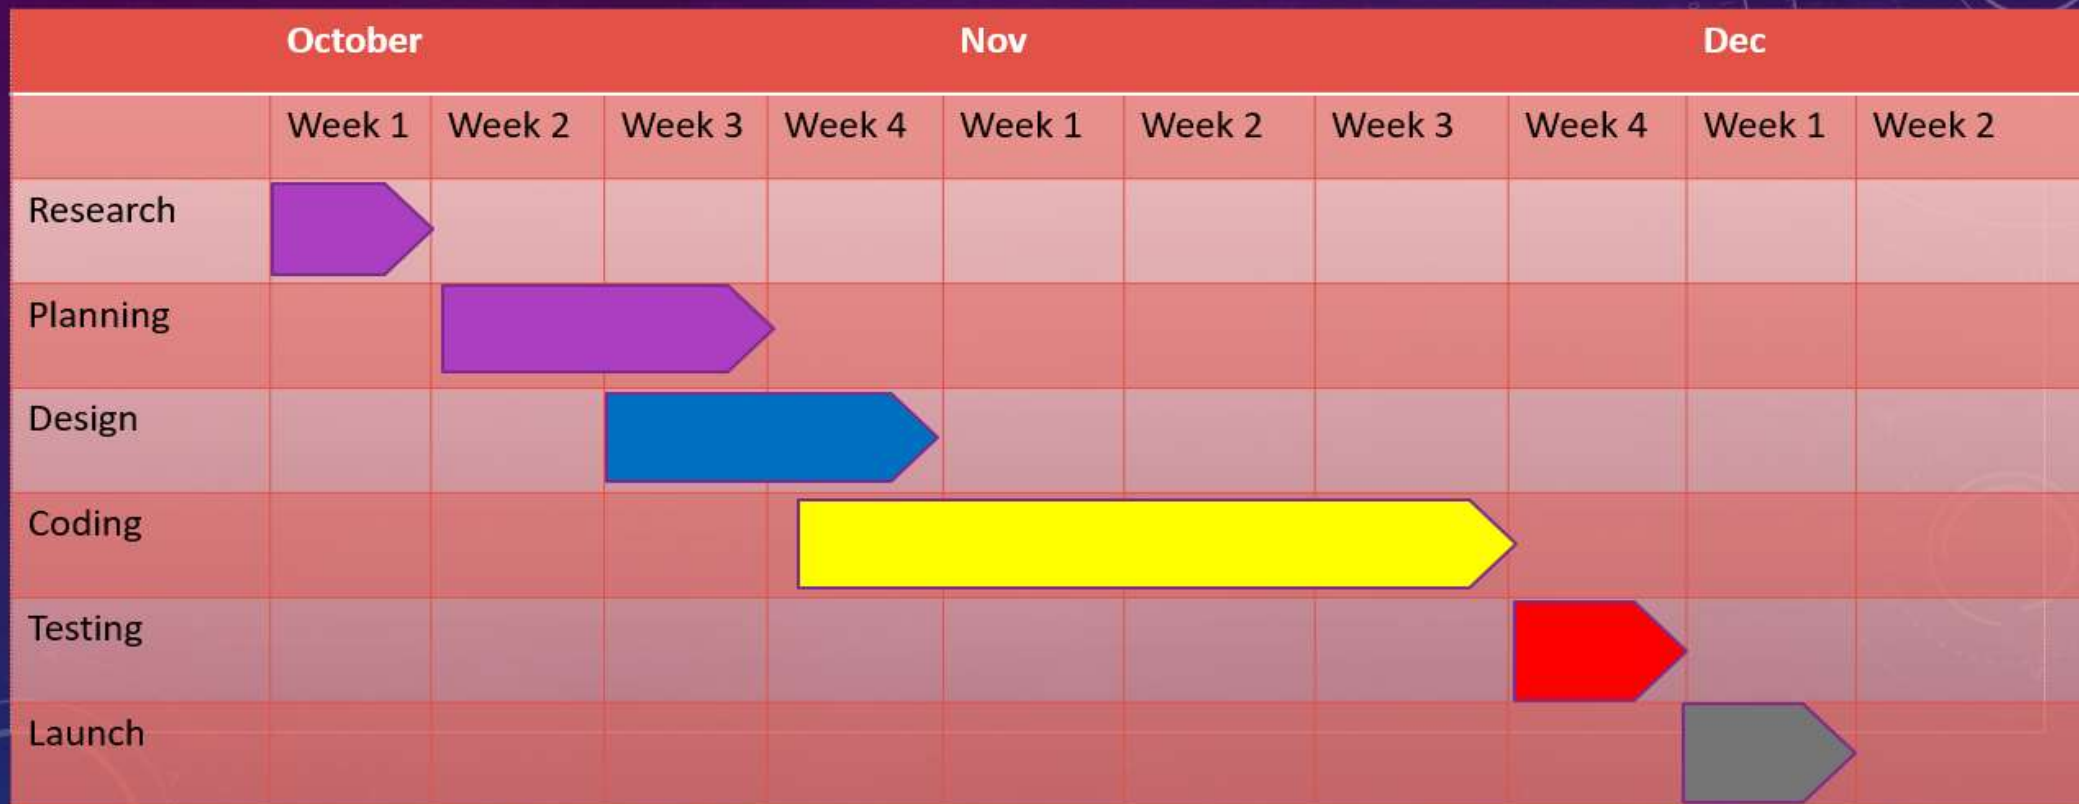 October Nov Dec
Week 1 Week 2 Week 3 Week 4 Week 1 Week 2 Week 3 Week 4 Week 1 Week 2
Research
Planning
Design
Coding
Testing
Launch